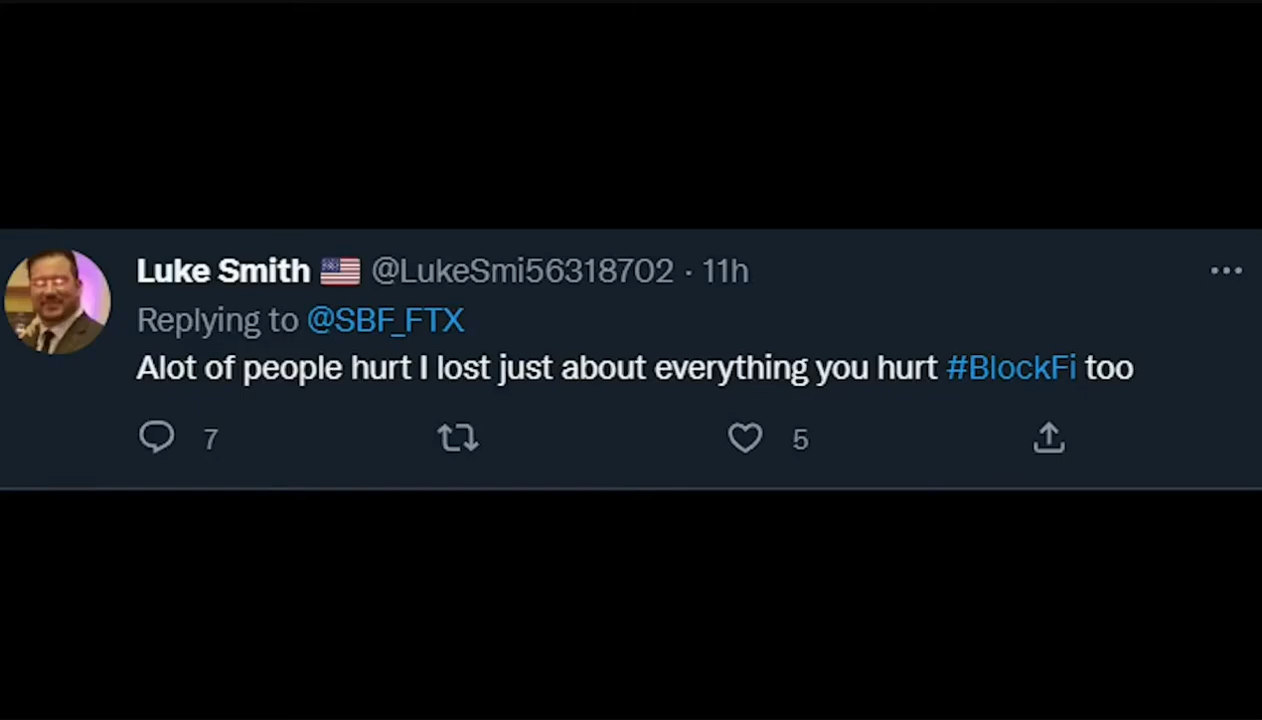 Luke Smith 🇺🇸 @LukeSmi56318702 · 11h
Replying to @SBF_FTX
Alot of people hurt I lost just about everything you hurt #BlockFi too
7 5